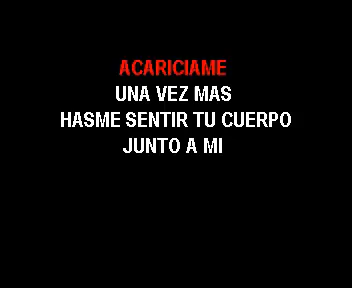 ACARICIAME
UNA VEZ MAS
HASME SENTIR TU CUERPO
JUNTO A MI